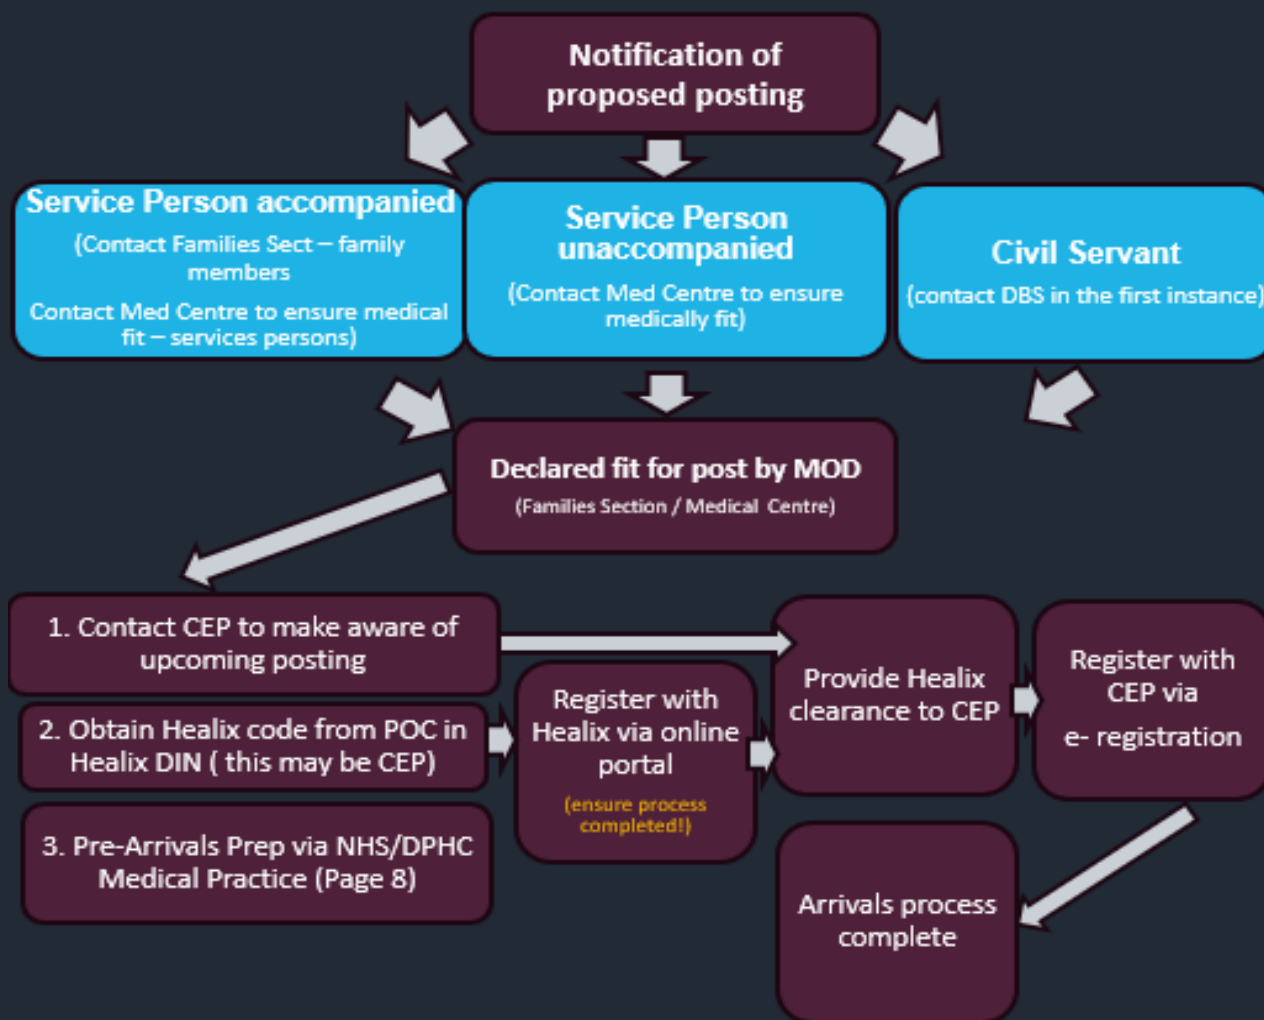 Notification of
proposed posting
Service Person accompanied
(Contact Families Sect – family
members
Contact Med Centre to ensure medical
fit – services persons)
Service Person
unaccompanied
(Contact Med Centre to ensure
medically fit)
Civil Servant
(contact DBS in the first instance)
Declared fit for post by MOD
(Families Section / Medical Centre)
1. Contact CEP to make aware of
upcoming posting
2. Obtain Healix code from POC in
Healix DIN ( this may be CEP)
3. Pre-Arrivals Prep via NHS/DPHC
Medical Practice (Page 8)
Register with
Healix via online
portal
(ensure process
completed!)
Provide Healix
clearance to CEP
Register with
CEP via
e- registration
Arrivals process
complete